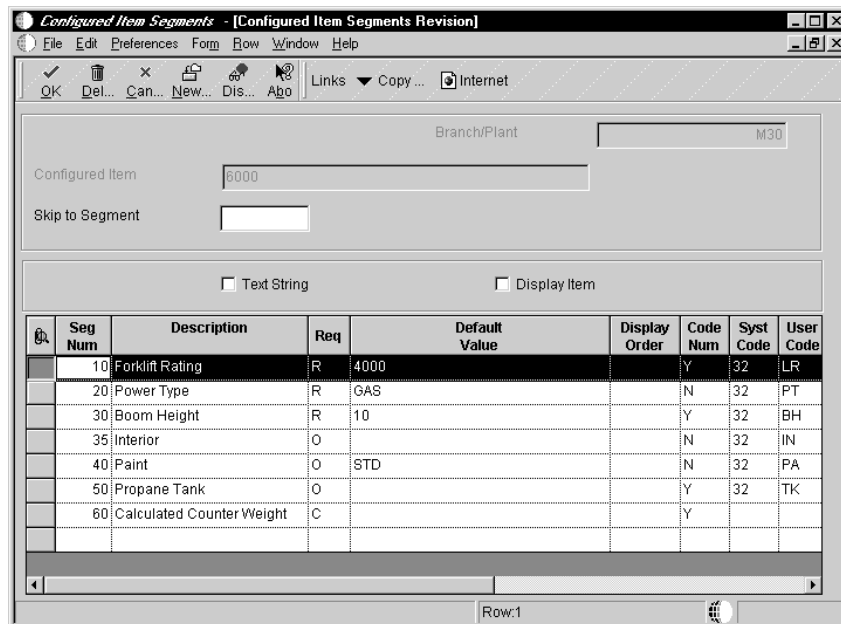 Configured Item Segments - [Configured Item Segments Revision]
File Edit Preferences Form Row Window Help
OK Del... Can... New... Dis... Abo Links Copy ... Internet
Branch/Plant M30
Configured Item 6000
Skip to Segment
Text String Display Item
Seg Num Description Req Default Value Display Order Code Num Syst Code User Code
10 Forklift Rating R 4000 Y 32 LR
20 Power Type R GAS N 32 PT
30 Boom Height R 10 Y 32 BH
35 Interior O N 32 IN
40 Paint O STD N 32 PA
50 Propane Tank O Y 32 TK
60 Calculated Counter Weight C Y
Row:1